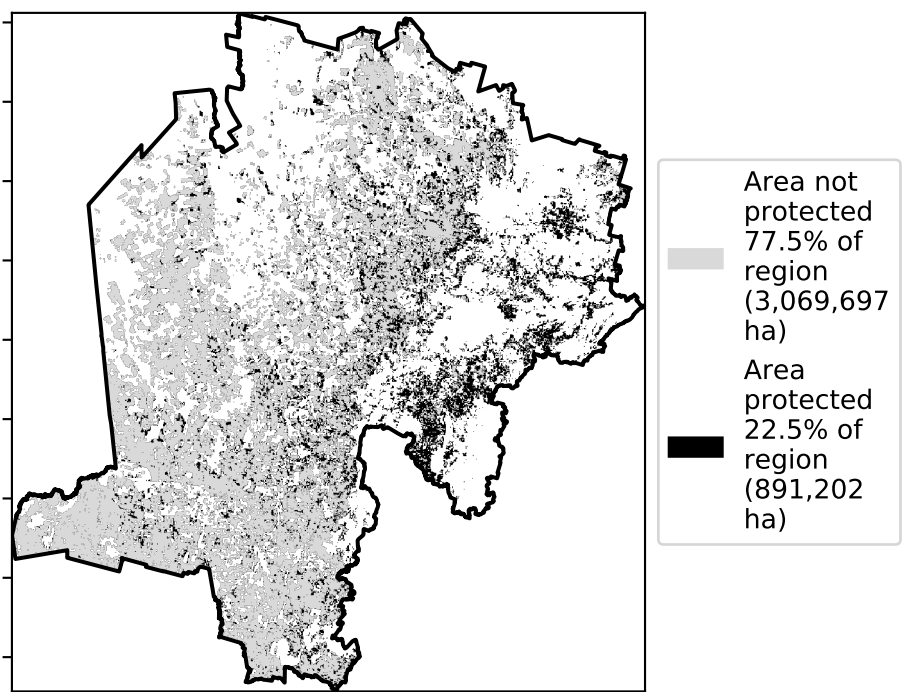 Area not
protected
77.5% of
region
(3,069,697
ha)
Area
protected
22.5% of
region
(891,202
ha)